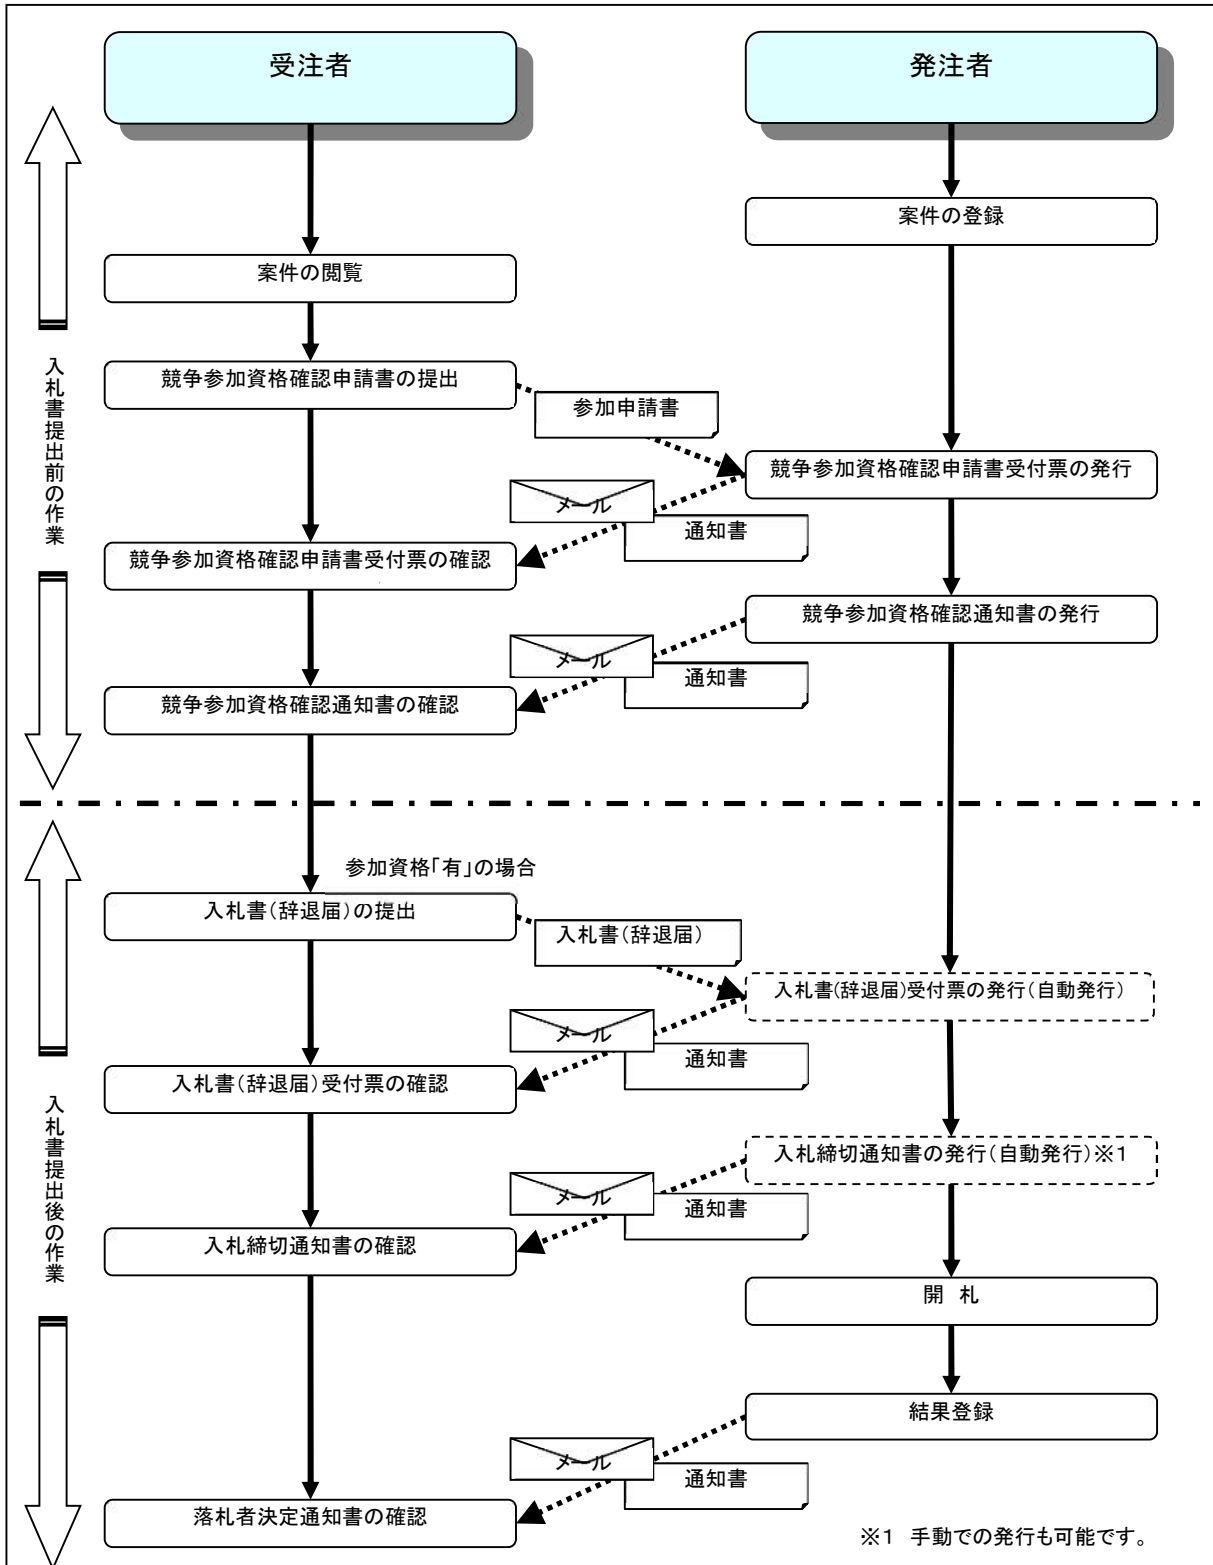 受注者
発注者
案件の登録
案件の閲覧
競争参加資格確認申請書の提出
参加申請書
競争参加資格確認申請書受付票の発行
メール
通知書
競争参加資格確認申請書受付票の確認
入札書提出前の作業
競争参加資格確認通知書の発行
メール
通知書
競争参加資格確認通知書の確認
参加資格「有」の場合
入札書(辞退届)の提出
入札書(辞退届)
入札書(辞退届)受付票の発行(自動発行)
メール
通知書
入札書(辞退届)受付票の確認
入札書提出後の作業
入札締切通知書の発行(自動発行)※1
メール
通知書
入札締切通知書の確認
開 札
結果登録
メール
通知書
落札者決定通知書の確認
※1 手動での発行も可能です。